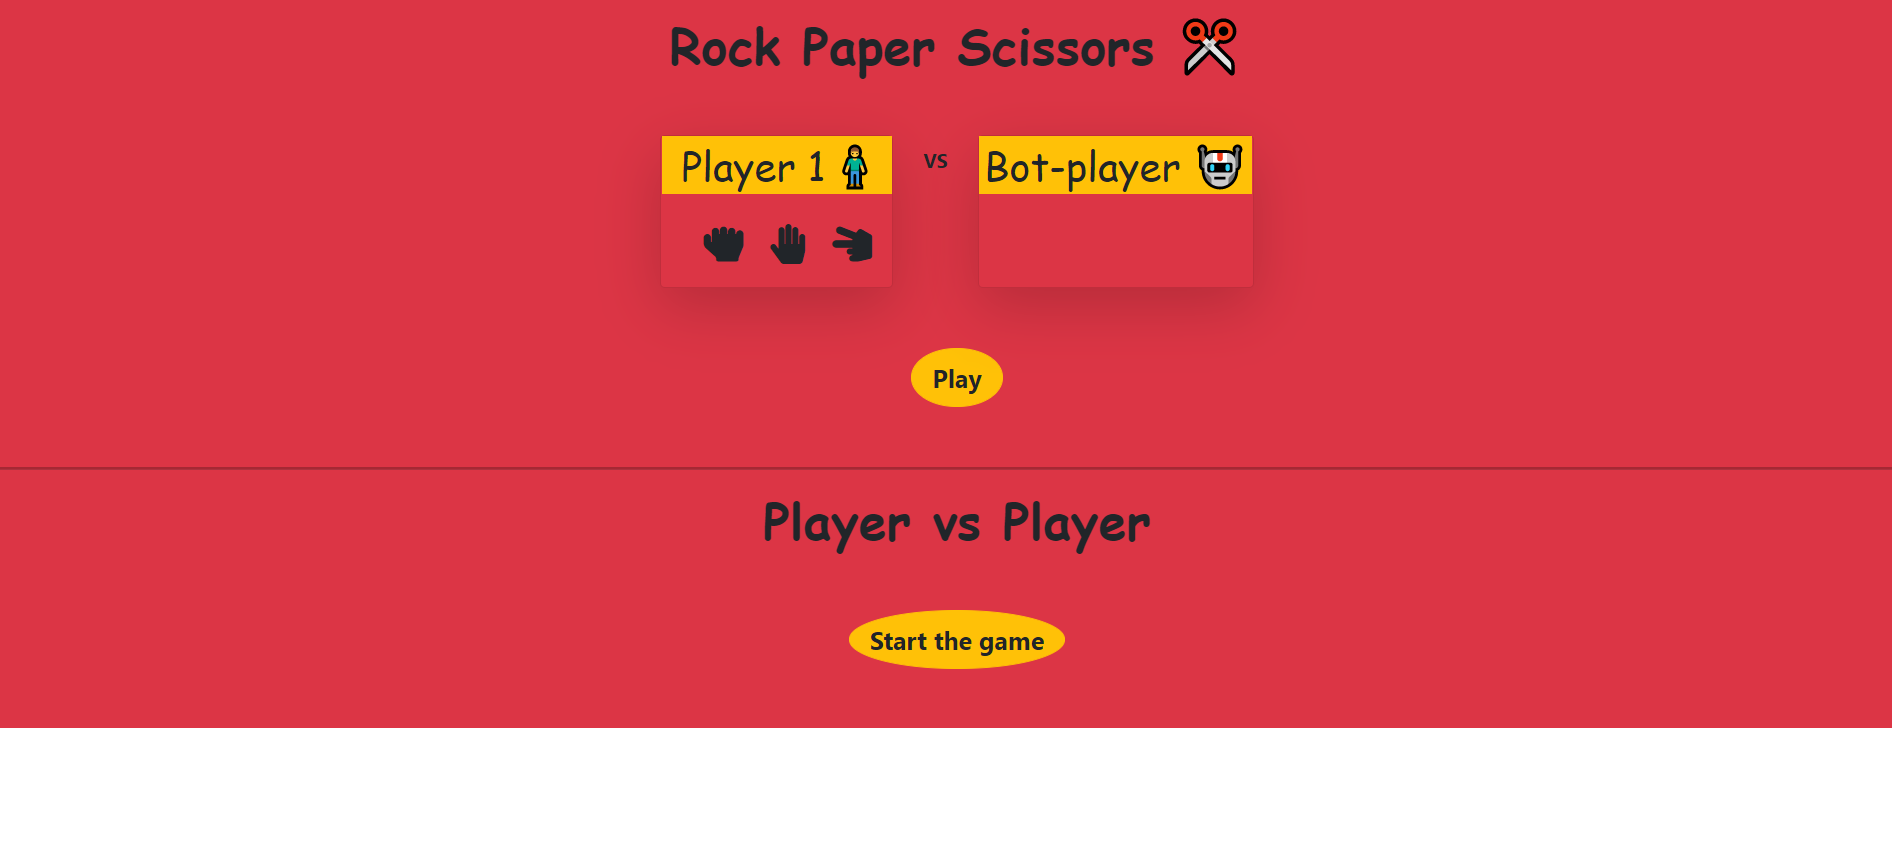 Rock Paper Scissors
Player 1
vs
Bot-player
Play
Player vs Player
Start the game